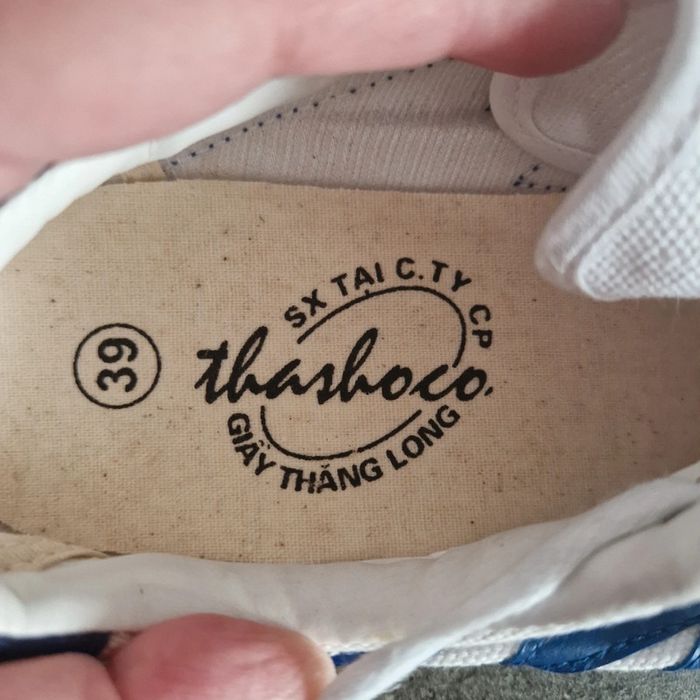 39
SX TẠI C.TY CP
thashoco.
GIẦY THĂNG LONG